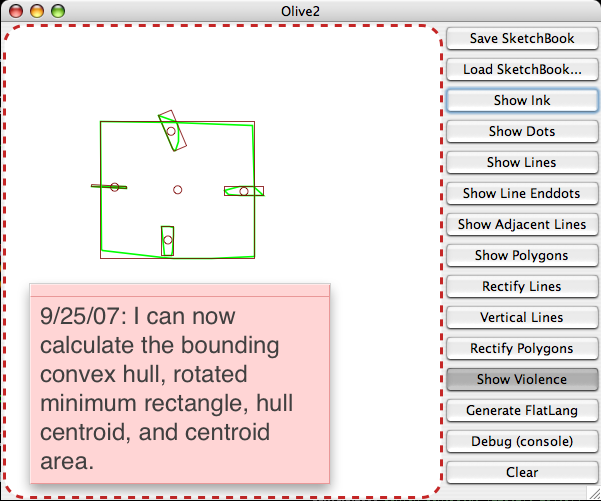 Olive2
Save SketchBook
Load SketchBook...
Show Ink
Show Dots
Show Lines
Show Line Enddots
Show Adjacent Lines
Show Polygons
Rectify Lines
Vertical Lines
Rectify Polygons
Show Violence
Generate FlatLang
Debug (console)
Clear
9/25/07: I can now
calculate the bounding
convex hull, rotated
minimum rectangle, hull
centroid, and centroid
area.